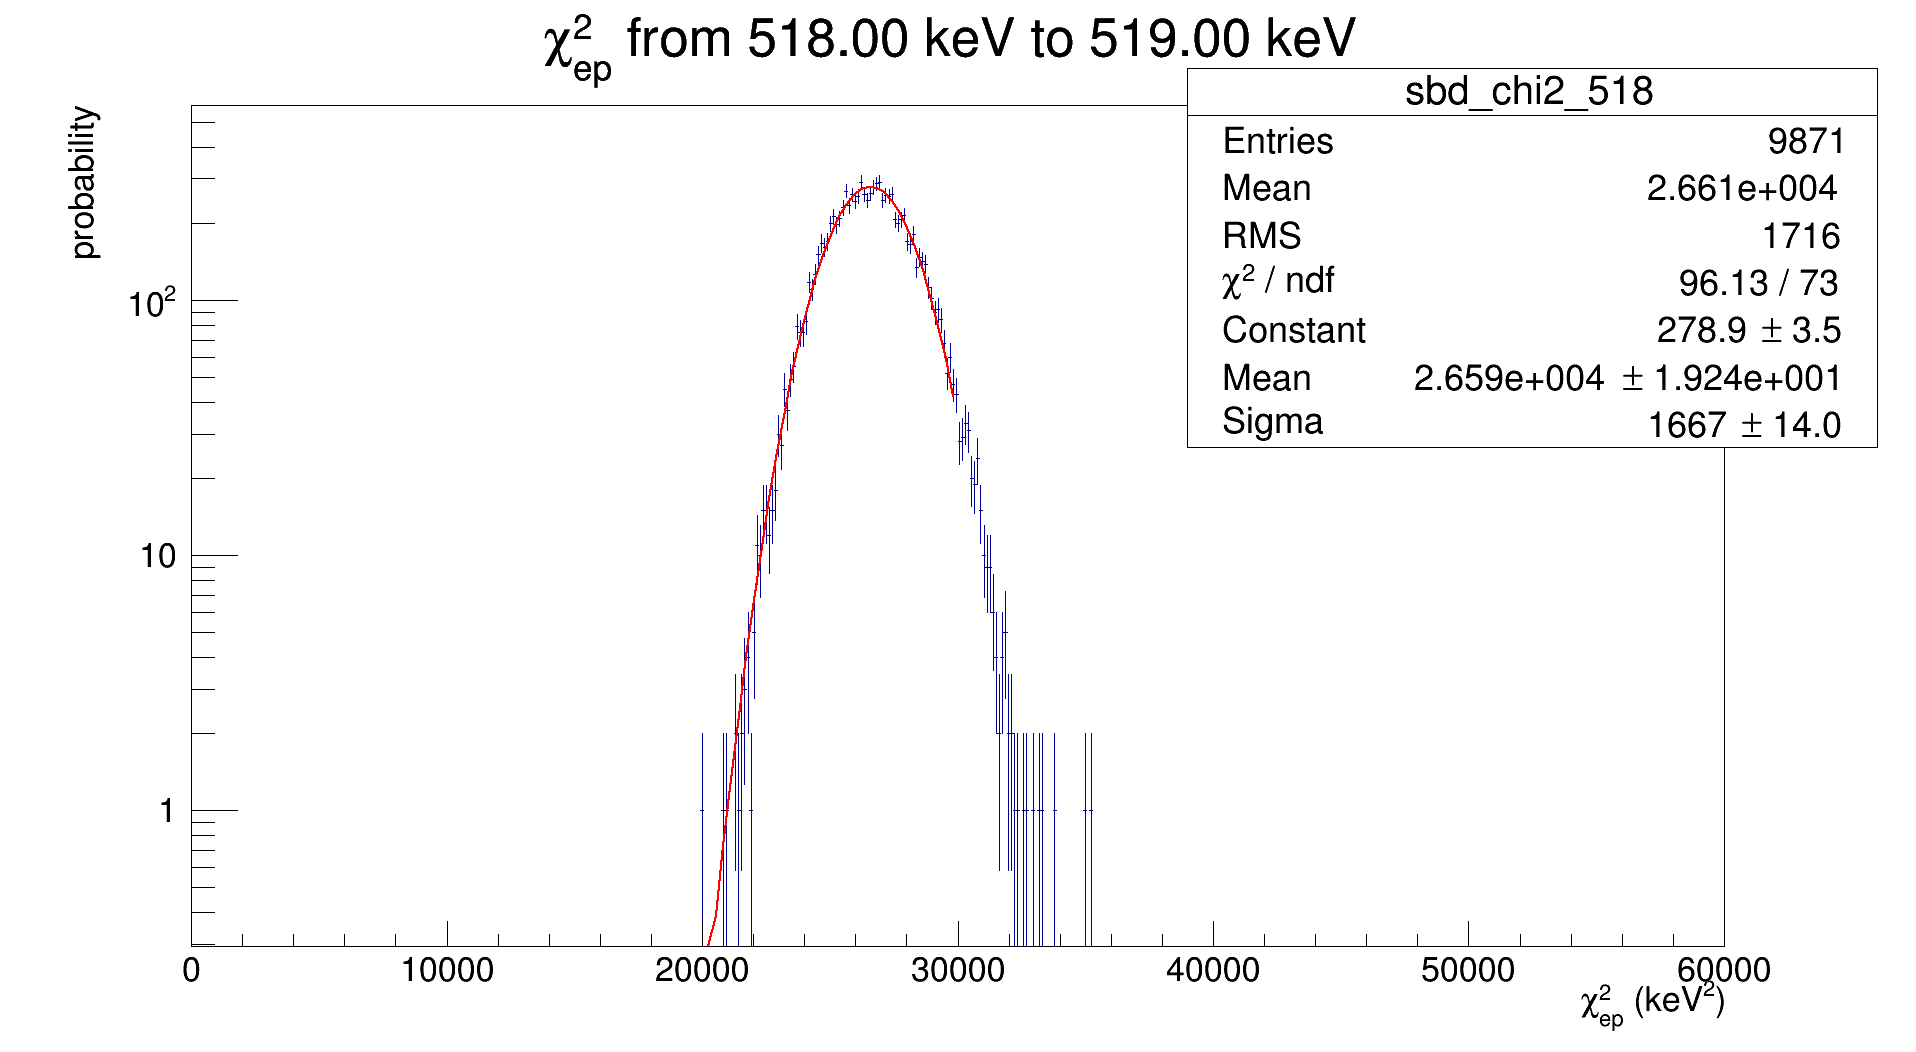 χ²ep from 518.00 keV to 519.00 keV
sbd_chi2_518
Entries 9871
Mean 2.661e+004
RMS 1716
χ² / ndf 96.13 / 73
Constant 278.9 ± 3.5
Mean 2.659e+004 ± 1.924e+001
Sigma 1667 ± 14.0
probability
10²
10
1
0 10000 20000 30000 40000 50000 60000
χ²ep (keV²)